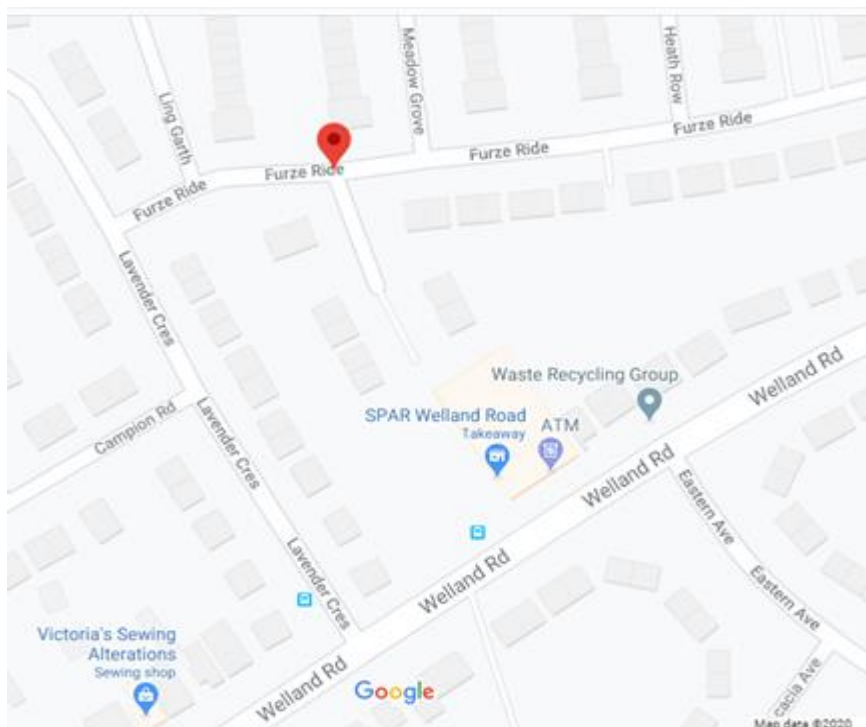 Ling Garth
Meadow Grove
Heath Row
Furze Ride
Furze Ride
Furze Ride
Furze Ride
Lavender Cres
Waste Recycling Group
Welland Rd
Campion Rd
Lavender Cres
SPAR Welland Road
Takeaway
ATM
Welland Rd
Eastern Ave
Lavender Cres
Welland Rd
Eastern Ave
Victoria's Sewing
Alterations
Sewing shop
Welland Rd
Google
cacia Ave
Map data ©2020